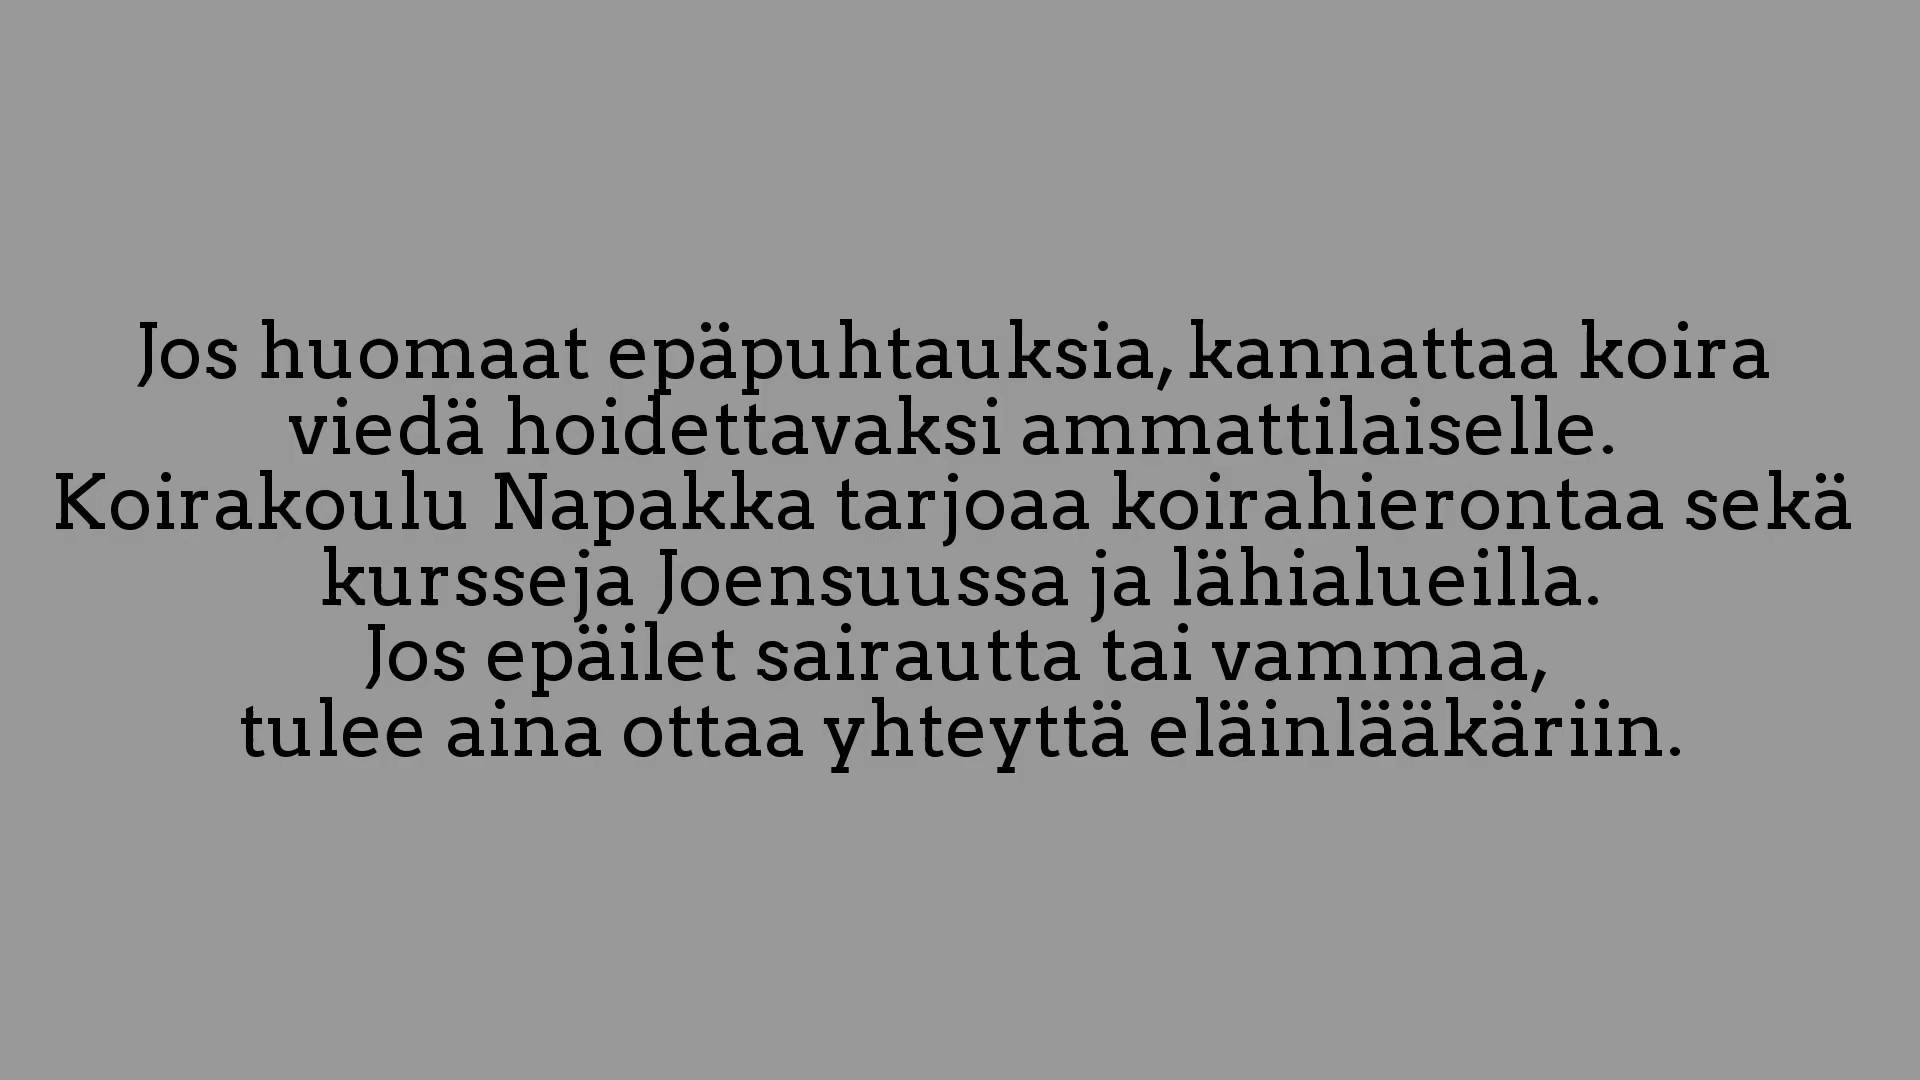 Jos huomaat epäpuhtauksia, kannattaa koira
viedä hoidettavaksi ammattilaiselle.
Koirakoulu Napakka tarjoaa koirahierontaa sekä
kursseja Joensuussa ja lähialueilla.
Jos epäilet sairautta tai vammaa,
tulee aina ottaa yhteyttä eläinlääkäriin.